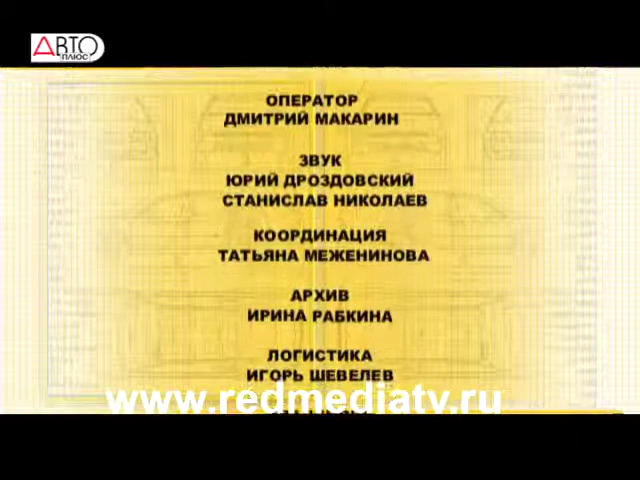 АВТО
ПЛЮС
ОПЕРАТОР
ДМИТРИЙ МАКАРИН
ЗВУК
ЮРИЙ ДРОЗДОВСКИЙ
СТАНИСЛАВ НИКОЛАЕВ
КООРДИНАЦИЯ
ТАТЬЯНА МЕЖЕНИНОВА
АРХИВ
ИРИНА РАБКИНА
ЛОГИСТИКА
ИГОРЬ ШЕВЕЛЕВ
www.redmediatv.ru